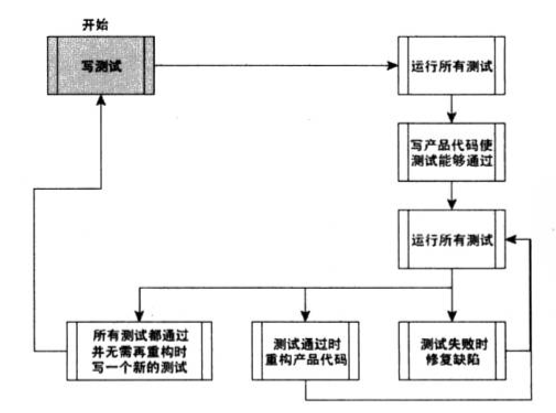 开始
写测试
运行所有测试
写产品代码使
测试能够通过
运行所有测试
所有测试都通过
并无需再重构时
写一个新的测试
测试通过时
重构产品代码
测试失败时
修复缺陷